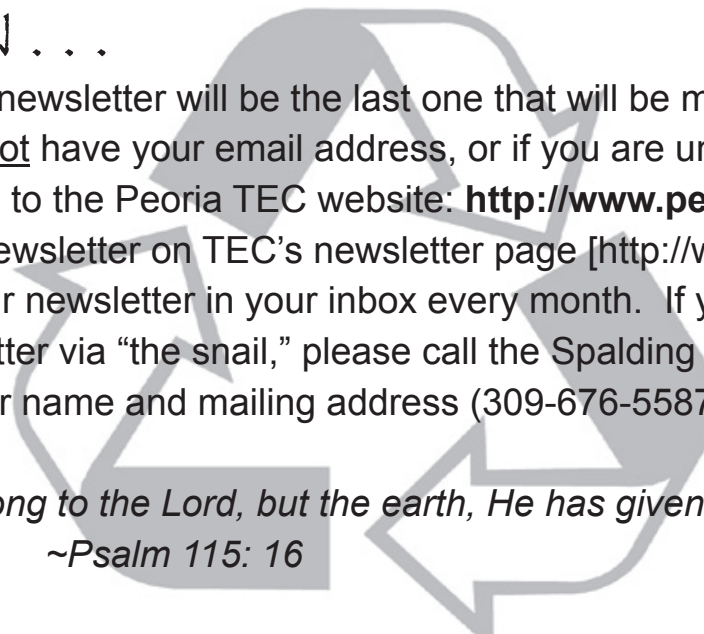 N . . .
newsletter will be the last one that will be m
ot have your email address, or if you are un
to the Peoria TEC website: http://www.pe
ewsletter on TEC’s newsletter page [http://w
r newsletter in your inbox every month.  If y
tter via “the snail,” please call the Spalding
r name and mailing address (309-676-5587
ong to the Lord, but the earth, He has given
~Psalm 115: 16